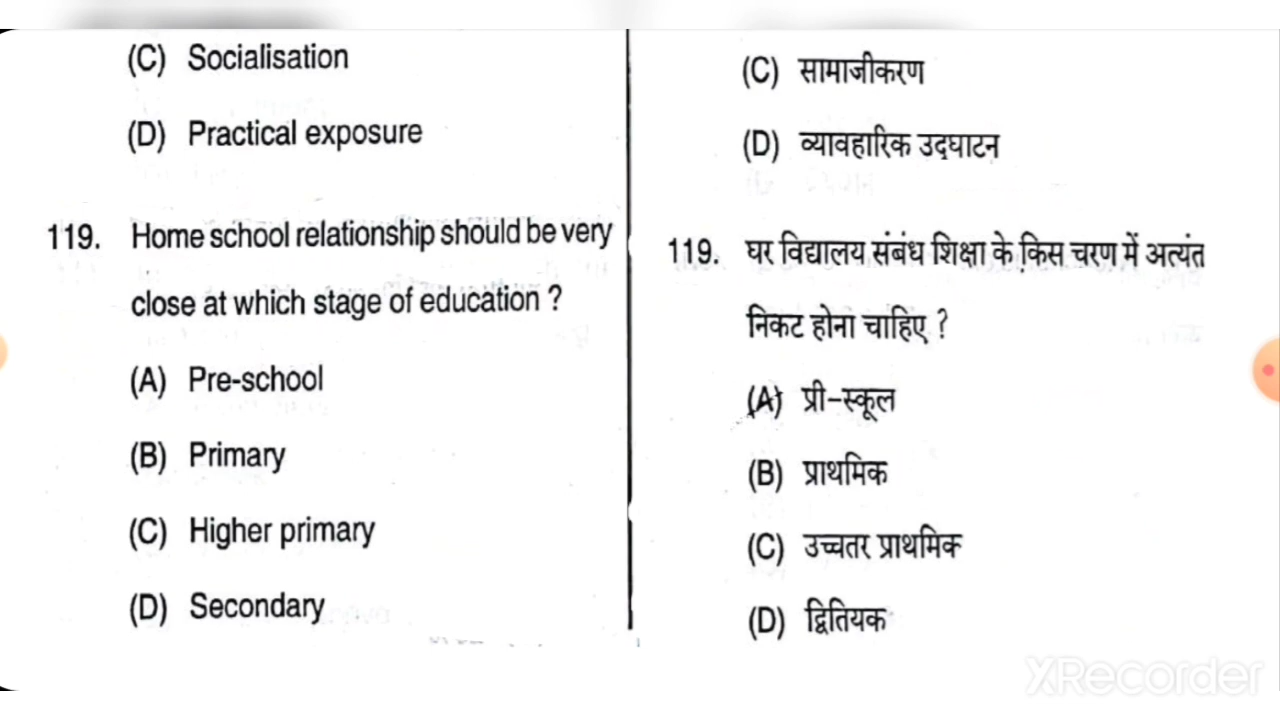 (C) Socialisation
(D) Practical exposure
119. Home school relationship should be very
close at which stage of education ?
(A) Pre-school
(B) Primary
(C) Higher primary
(D) Secondary
(C) सामाजीकरण
(D) व्यावहारिक उद्घाटन
119. घर विद्यालय संबंध शिक्षा के किस चरण में अत्यंत
निकट होना चाहिए ?
(A) प्री-स्कूल
(B) प्राथमिक
(C) उच्चतर प्राथमिक
(D) द्वितियक
XRecorder